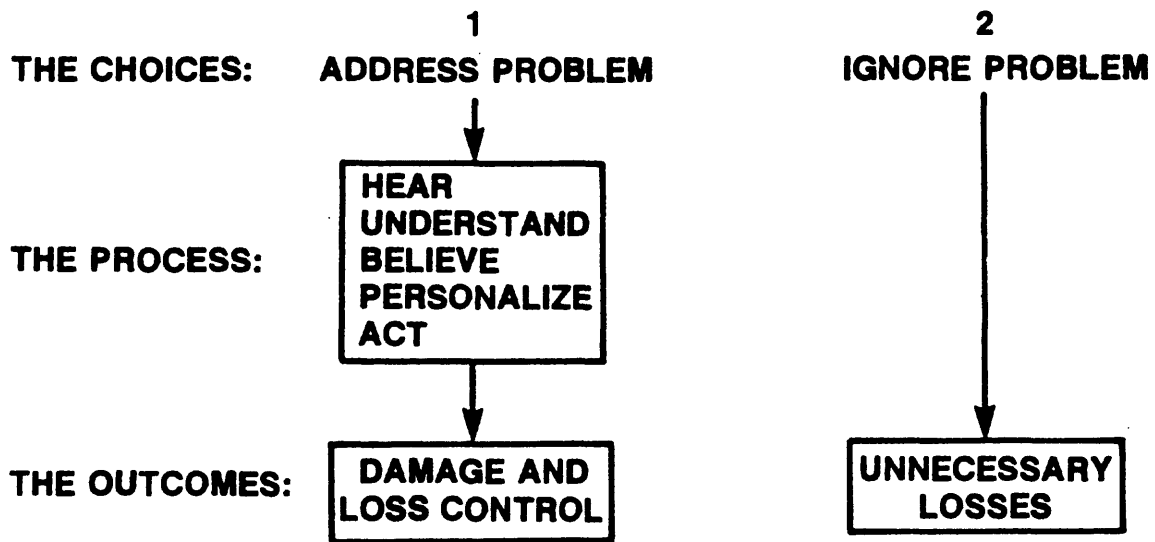 1 2
THE CHOICES: ADDRESS PROBLEM IGNORE PROBLEM
THE PROCESS:
HEAR
UNDERSTAND
BELIEVE
PERSONALIZE
ACT
THE OUTCOMES:
DAMAGE AND
LOSS CONTROL
UNNECESSARY
LOSSES